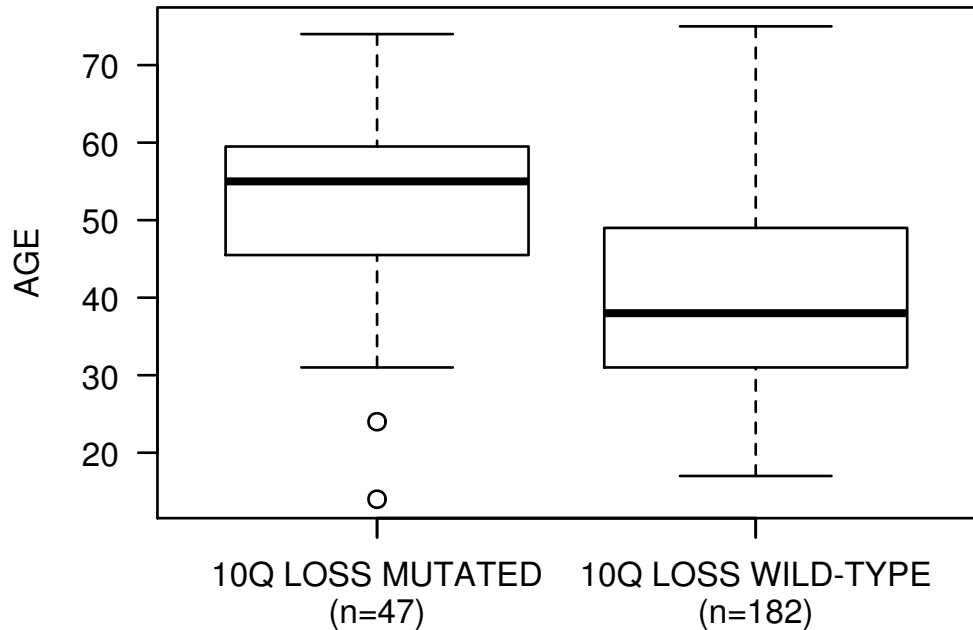 AGE
70
60
50
40
30
20
10Q LOSS MUTATED
(n=47)
10Q LOSS WILD-TYPE
(n=182)